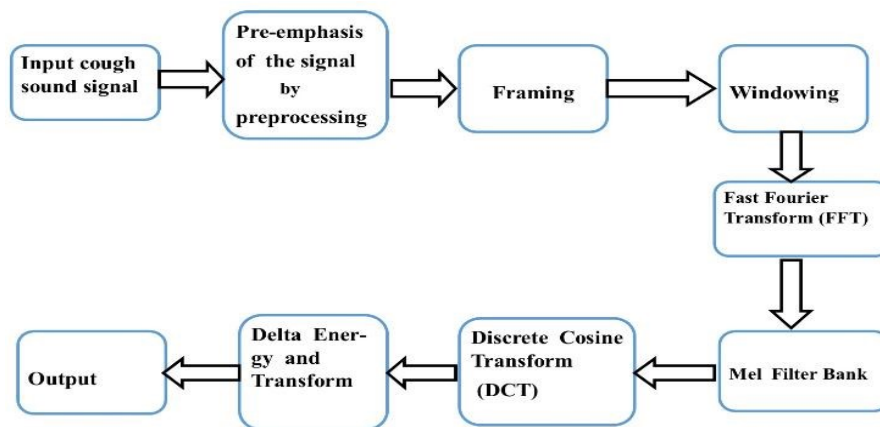 Input cough
sound signal
Pre-emphasis
of the signal
by
preprocessing
Framing
Windowing
Fast Fourier
Transform (FFT)
Mel Filter Bank
Discrete Cosine
Transform
(DCT)
Delta Ener-
gy and
Transform
Output